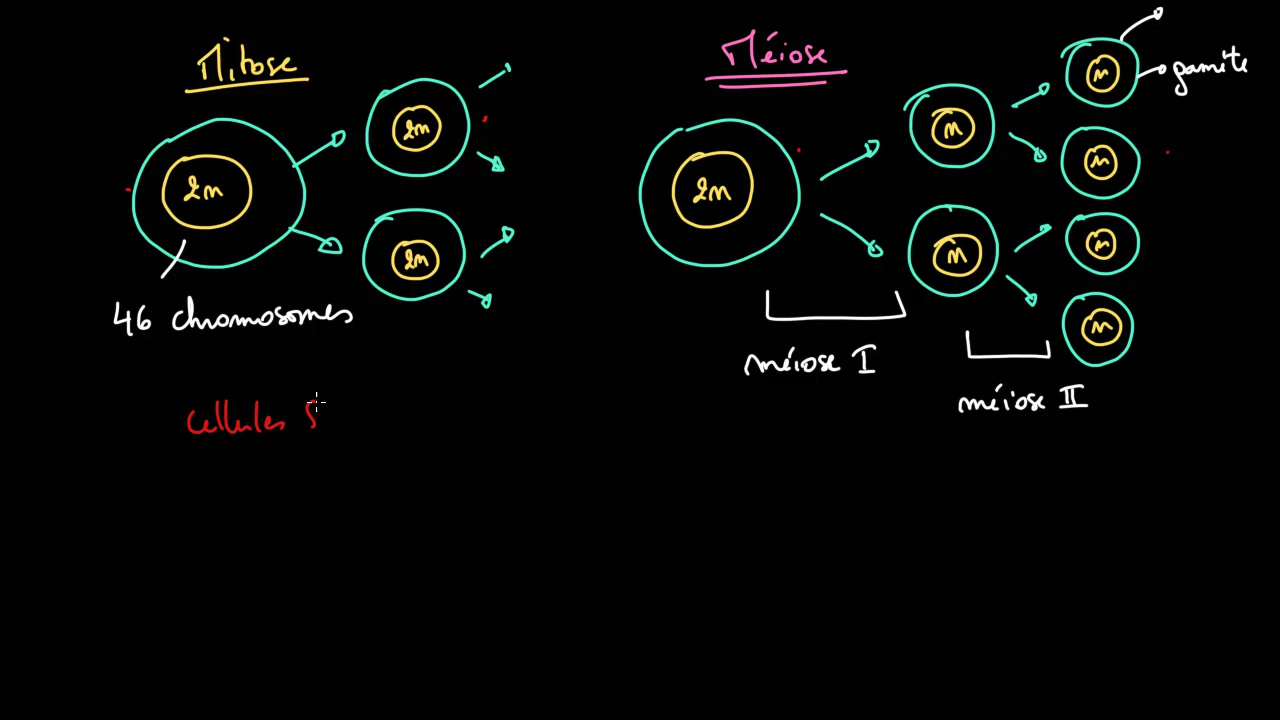 Mitose
2n
2n
2n
46 chromosomes
cellules S
Méiose
2n
n
n
n
n
n
n
gamète
méiose I
méiose II